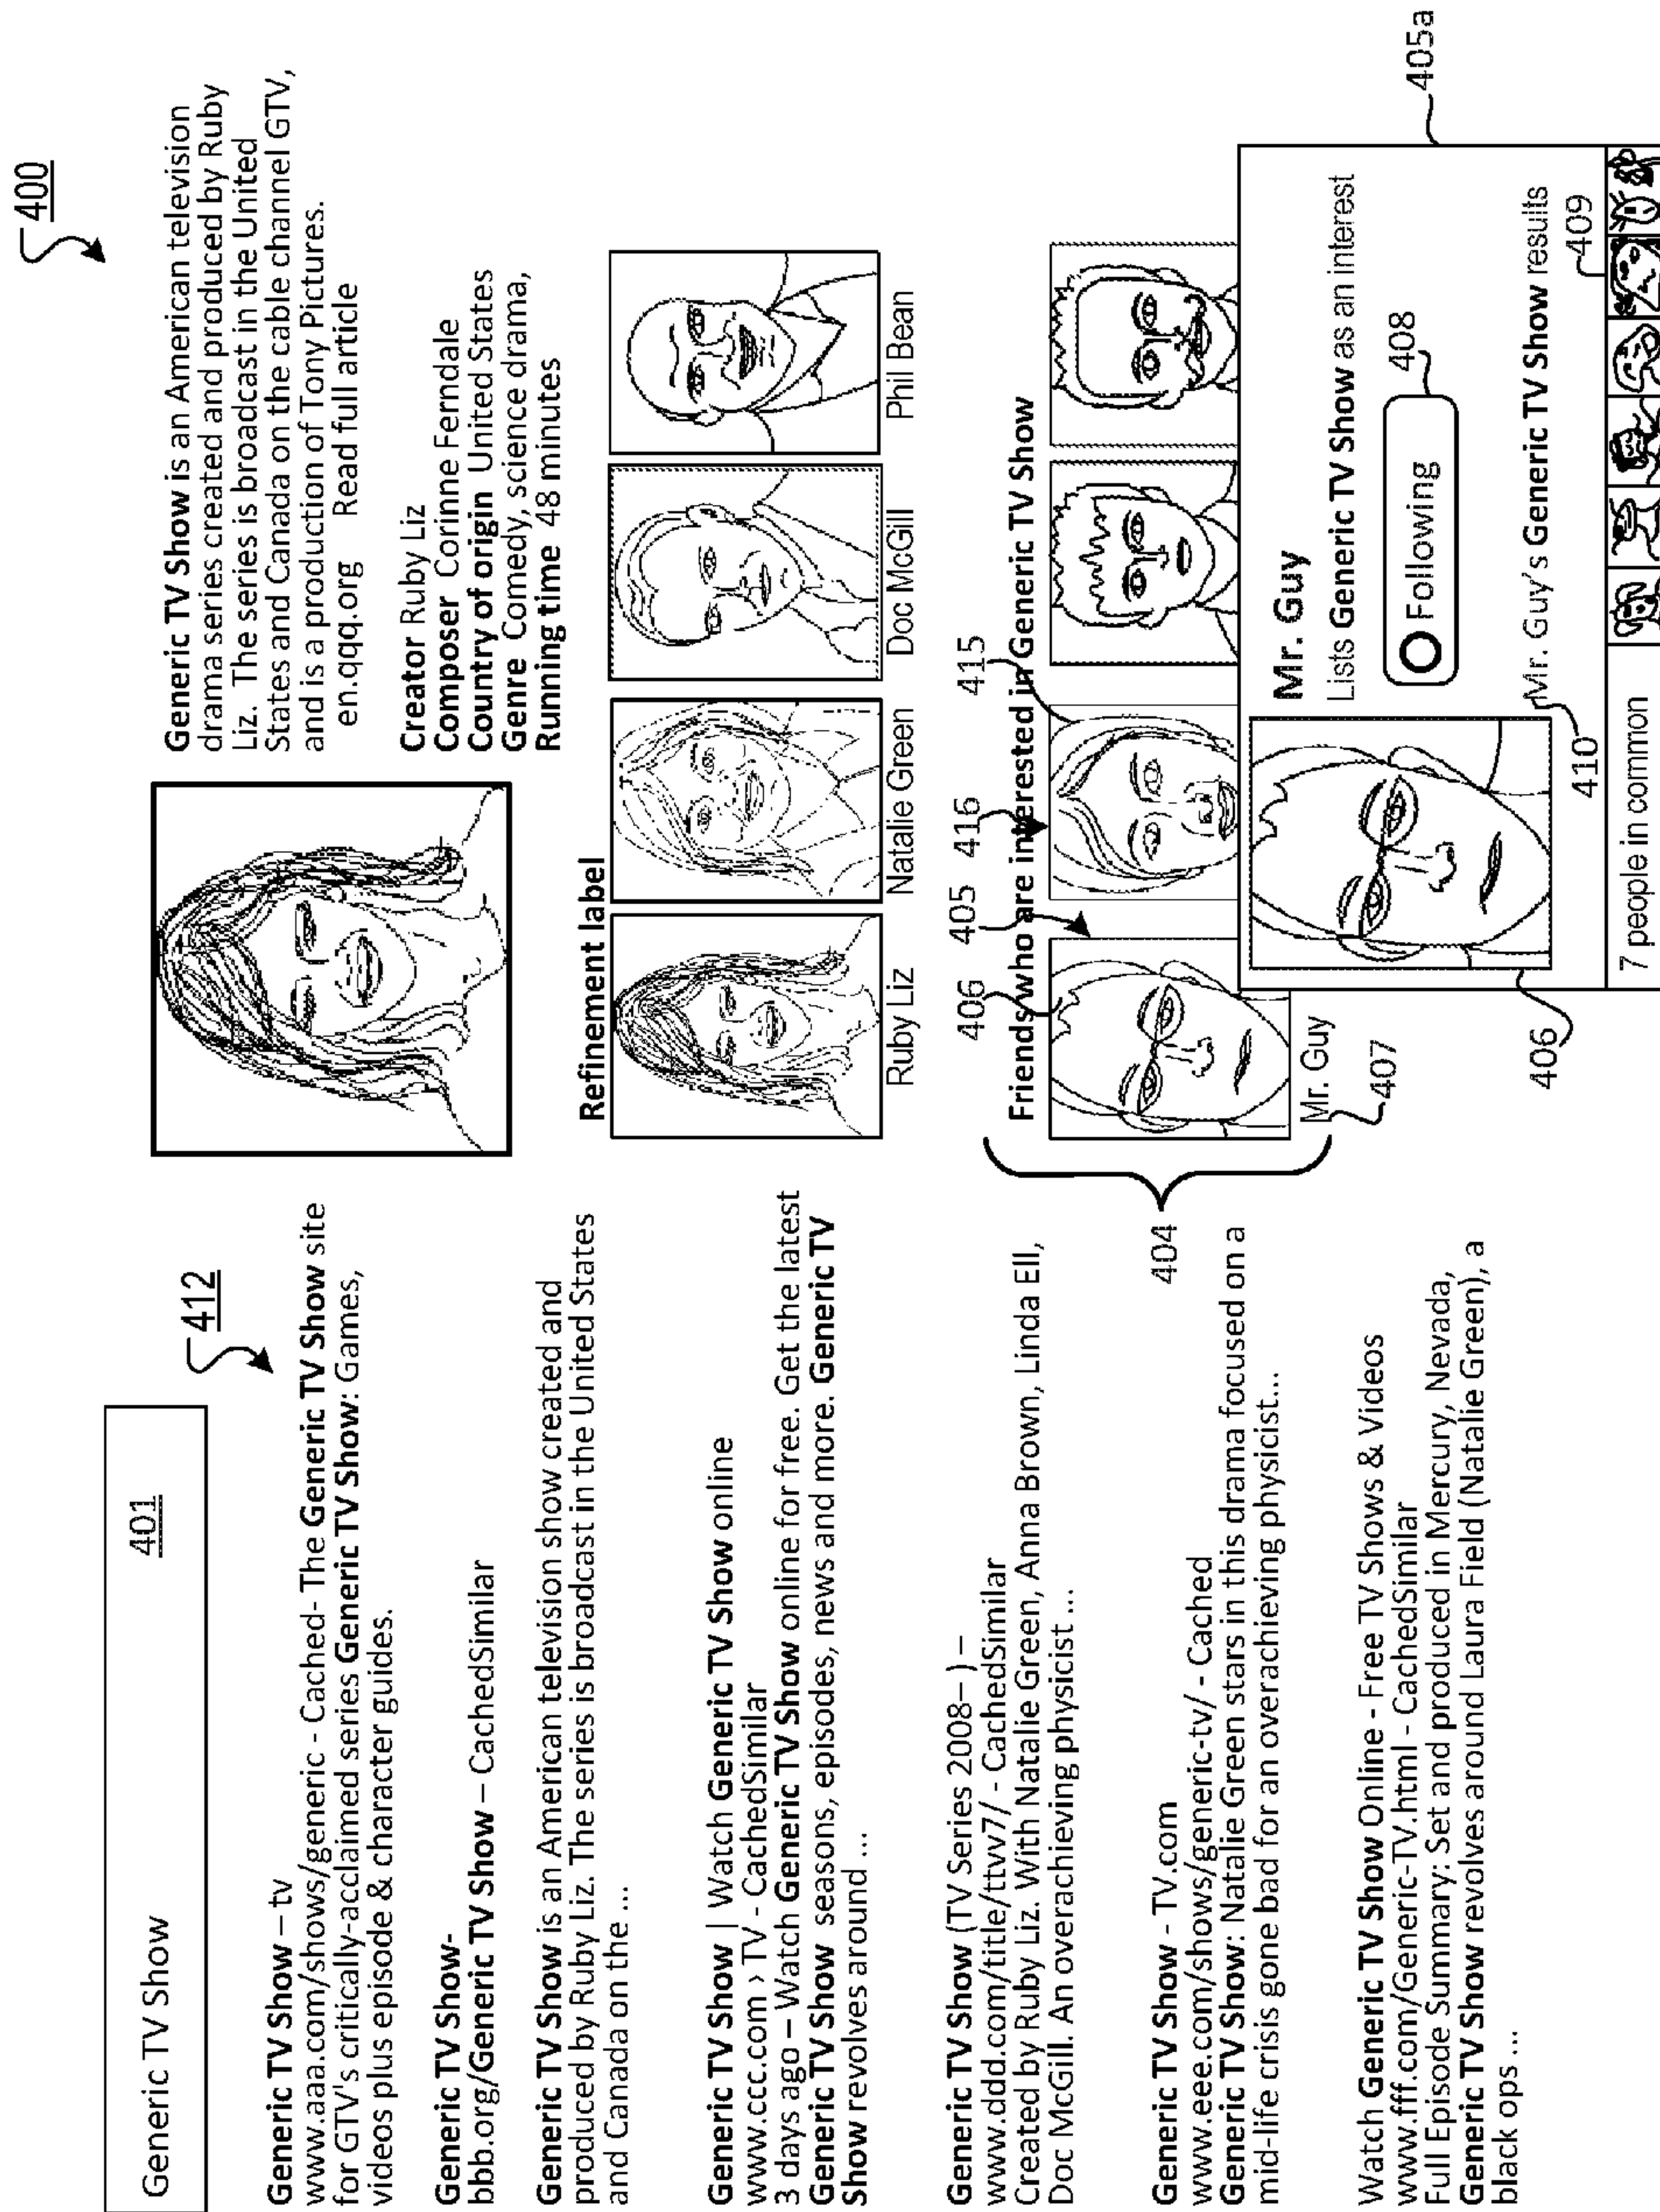 400
Generic TV Show 401
412
Generic TV Show – tv
www.aaa.com/shows/generic - Cached- The Generic TV Show site
for GTV's critically-acclaimed series Generic TV Show: Games,
videos plus episode & character guides.
Generic TV Show-
bbb.org/Generic TV Show – CachedSimilar
Generic TV Show is an American television show created and
produced by Ruby Liz. The series is broadcast in the United States
and Canada on the ...
Generic TV Show | Watch Generic TV Show online
www.ccc.com › TV - CachedSimilar
3 days ago – Watch Generic TV Show online for free. Get the latest
Generic TV Show seasons, episodes, news and more. Generic TV
Show revolves around ...
Generic TV Show (TV Series 2008– ) –
www.ddd.com/title/ttvv7/ - CachedSimilar
Created by Ruby Liz. With Natalie Green, Anna Brown, Linda Ell,
Doc McGill. An overachieving physicist ...
Generic TV Show - TV.com
www.eee.com/shows/generic-tv/ - Cached
Generic TV Show: Natalie Green stars in this drama focused on a
mid-life crisis gone bad for an overachieving physicist...
Watch Generic TV Show Online - Free TV Shows & Videos
www.fff.com/Generic-TV.html - CachedSimilar
Full Episode Summary: Set and produced in Mercury, Nevada,
Generic TV Show revolves around Laura Field (Natalie Green), a
black ops ...
Generic TV Show is an American television
drama series created and produced by Ruby
Liz. The series is broadcast in the United
States and Canada on the cable channel GTV,
and is a production of Tony Pictures.
en.qqq.org Read full article
Creator Ruby Liz
Composer Corinne Ferndale
Country of origin United States
Genre Comedy, science drama,
Running time 48 minutes
Refinement label
Ruby Liz Natalie Green Doc McGill Phil Bean
406 405 416 415
Friends who are interested in Generic TV Show
404
Mr. Guy
407
405a
Mr. Guy
Lists Generic TV Show as an interest
Following
408
Mr. Guy's Generic TV Show results
406
410
409
7 people in common